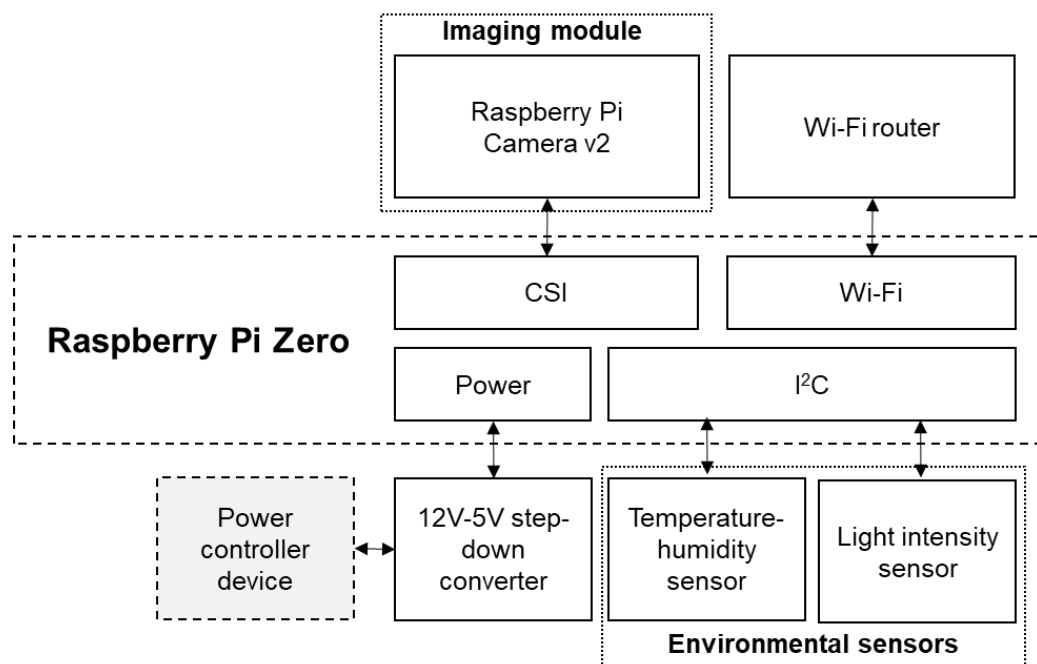 Imaging module
Raspberry Pi
Camera v2
Wi-Fi router
CSI
Wi-Fi
Raspberry Pi Zero
Power
I²C
Power
controller
device
12V-5V step-
down
converter
Temperature-
humidity
sensor
Light intensity
sensor
Environmental sensors